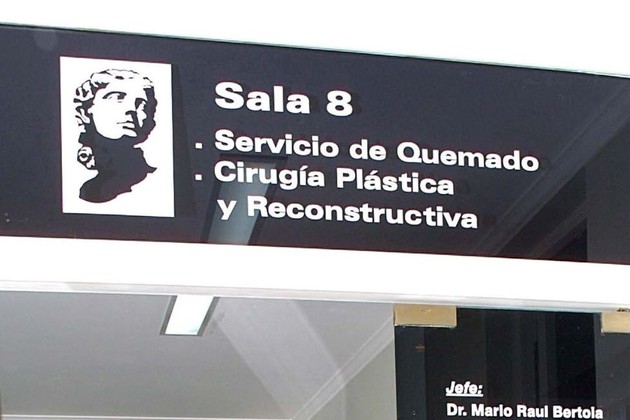 Sala 8
. Servicio de Quemado
. Cirugía Plástica
y Reconstructiva
Jefe:
Dr. Mario Raul Bertola